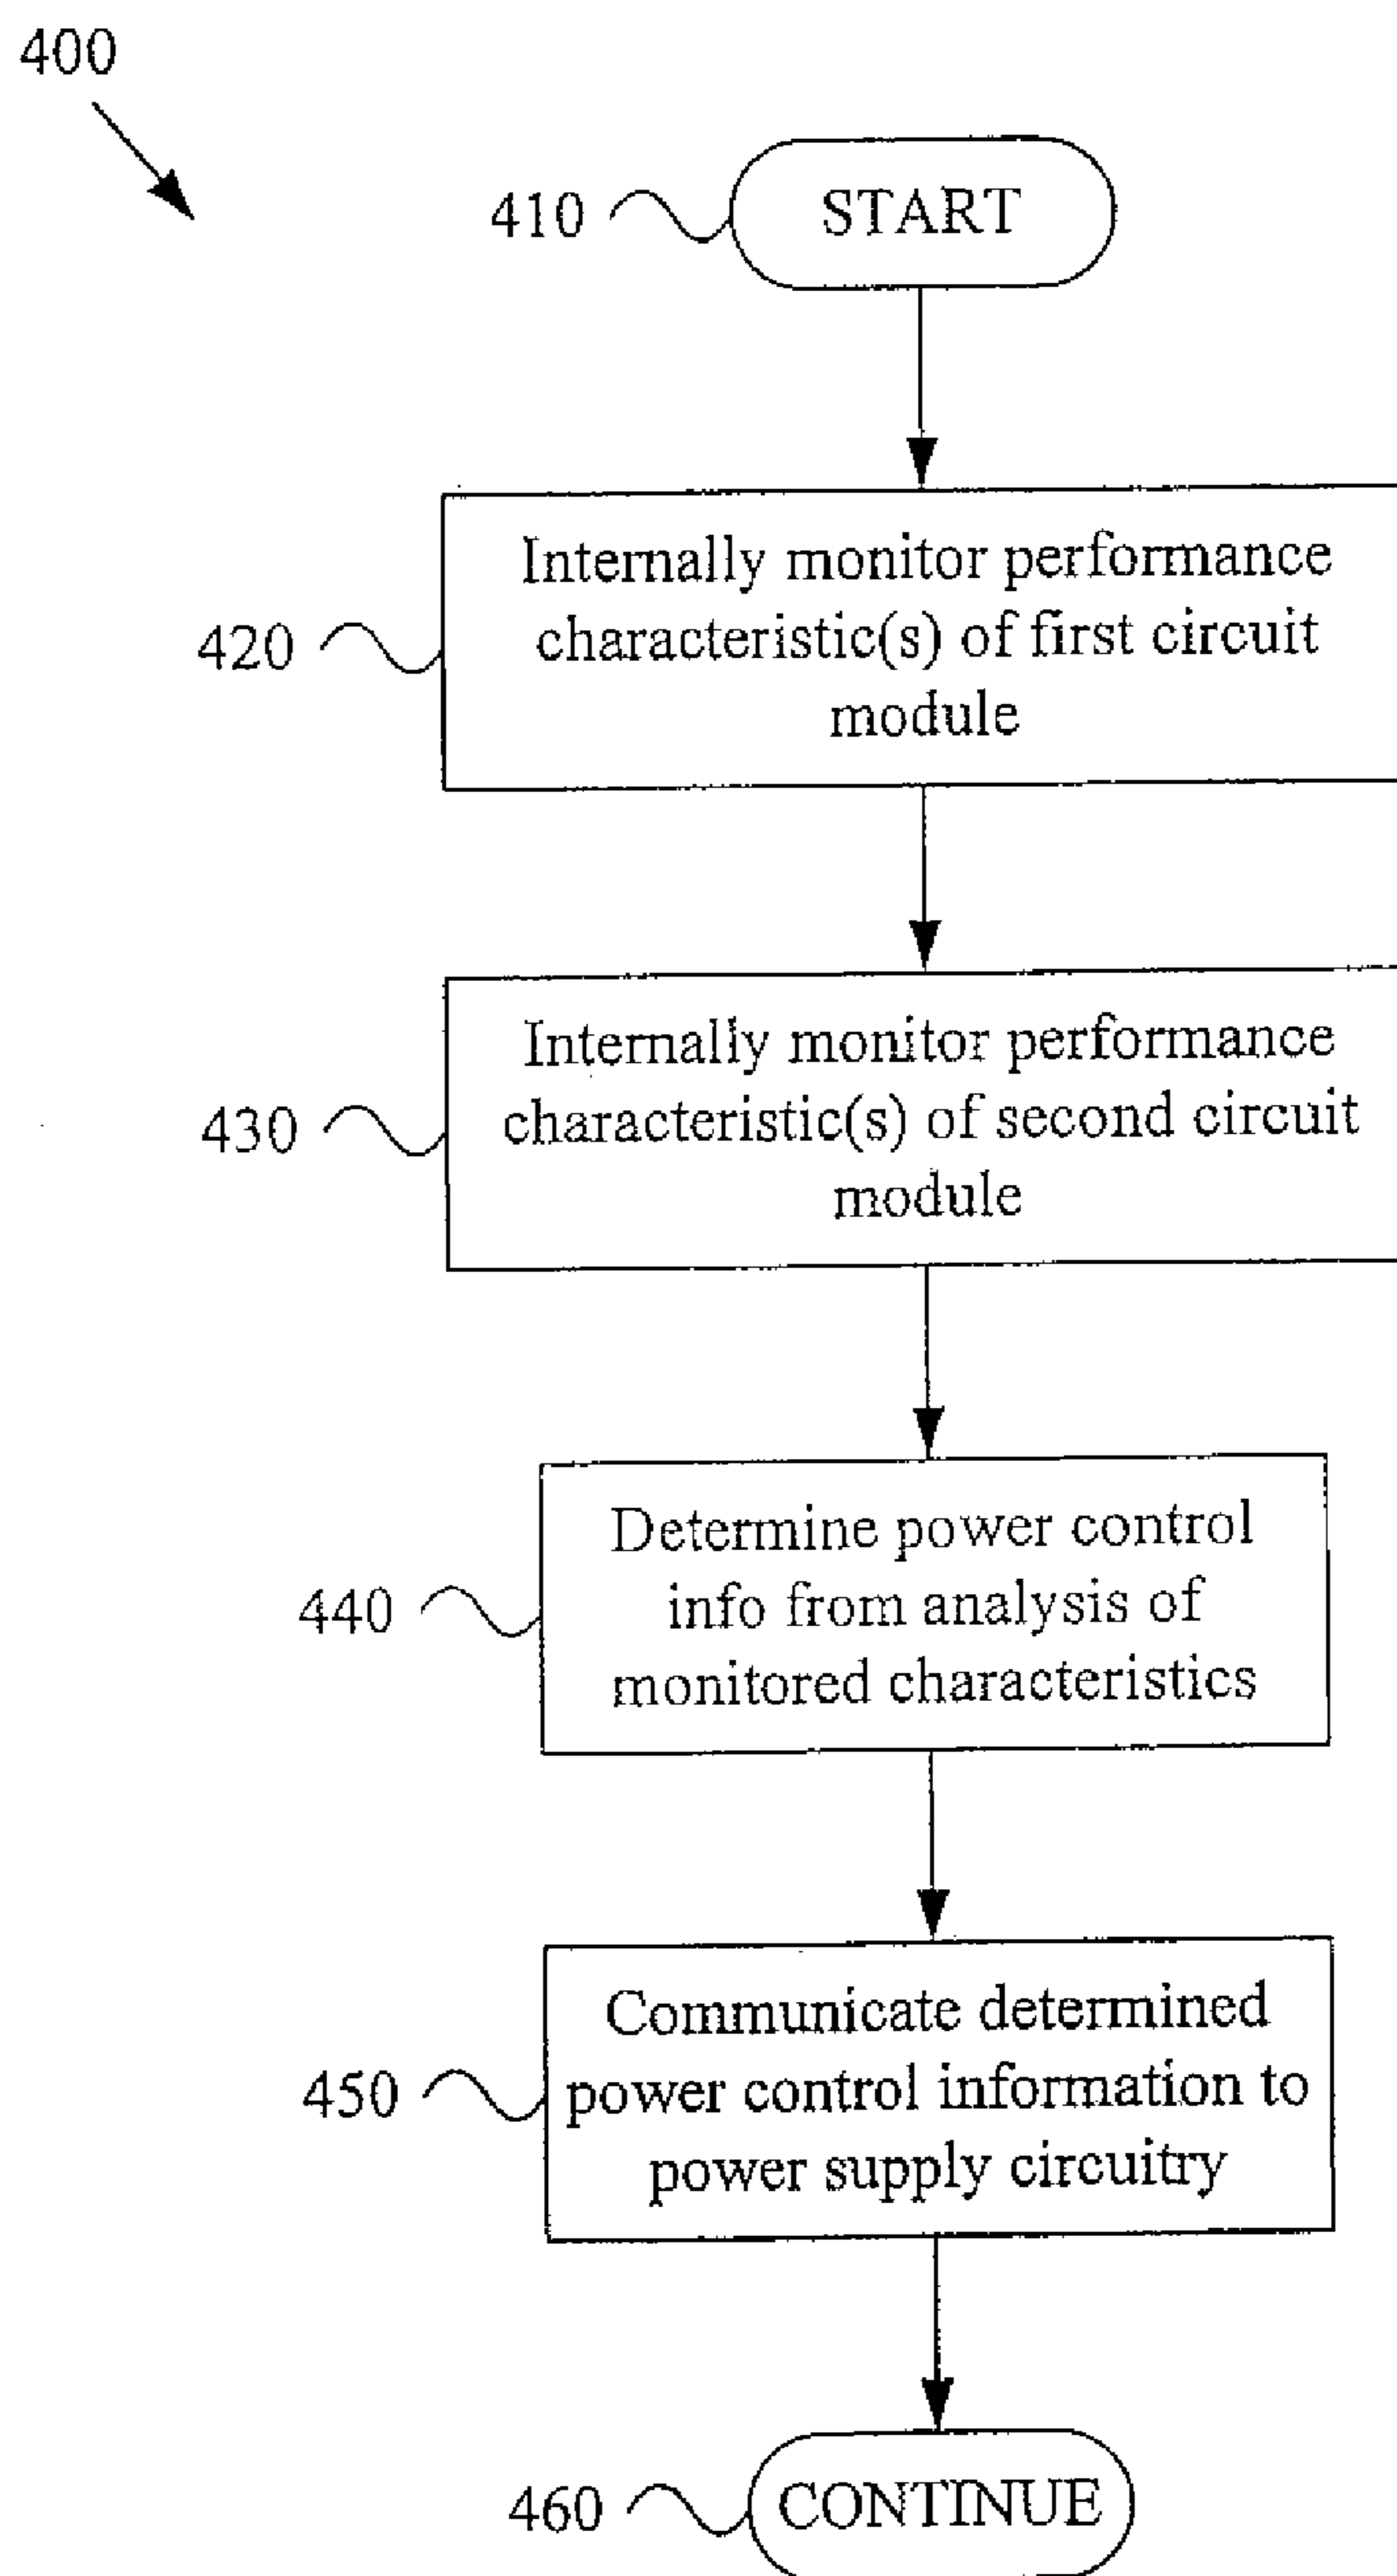 400
410
START
420
Internally monitor performance
characteristic(s) of first circuit
module
430
Internally monitor performance
characteristic(s) of second circuit
module
440
Determine power control
info from analysis of
monitored characteristics
450
Communicate determined
power control information to
power supply circuitry
460
CONTINUE